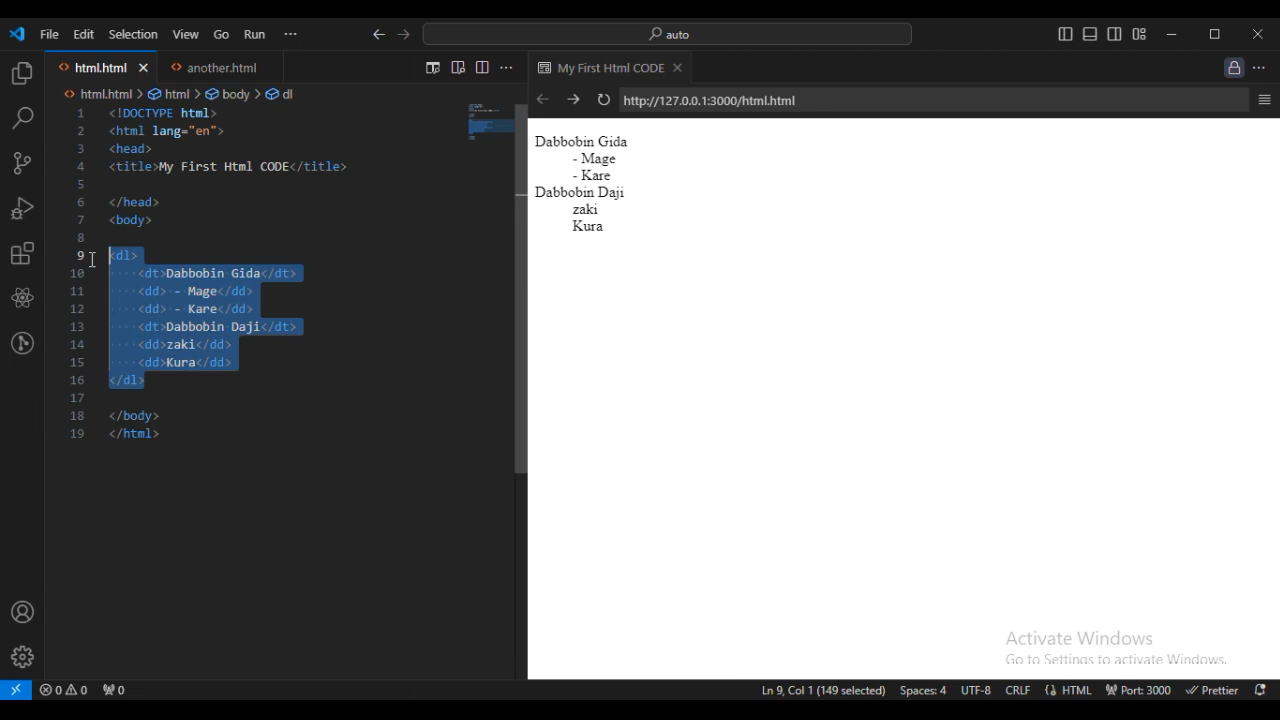 File Edit Selection View Go Run ··· auto
html.html another.html
html.html > html > body > dl
1 <!DOCTYPE html>
2 <html lang="en">
3 <head>
4 <title>My First Html CODE</title>
5
6 </head>
7 <body>
8
9 <dl>
10 ····<dt>Dabbobin·Gida</dt>
11 ····<dd>·-·Mage</dd>
12 ····<dd>·-·Kare</dd>
13 ····<dt>Dabbobin·Daji</dt>
14 ····<dd>zaki</dd>
15 ····<dd>Kura</dd>
16 </dl>
17
18 </body>
19 </html>
My First Html CODE
http://127.0.0.1:3000/html.html
Dabbobin Gida
- Mage
- Kare
Dabbobin Daji
zaki
Kura
Activate Windows
Go to Settings to activate Windows.
0 0 0 Ln 9, Col 1 (149 selected) Spaces: 4 UTF-8 CRLF HTML Port: 3000 Prettier